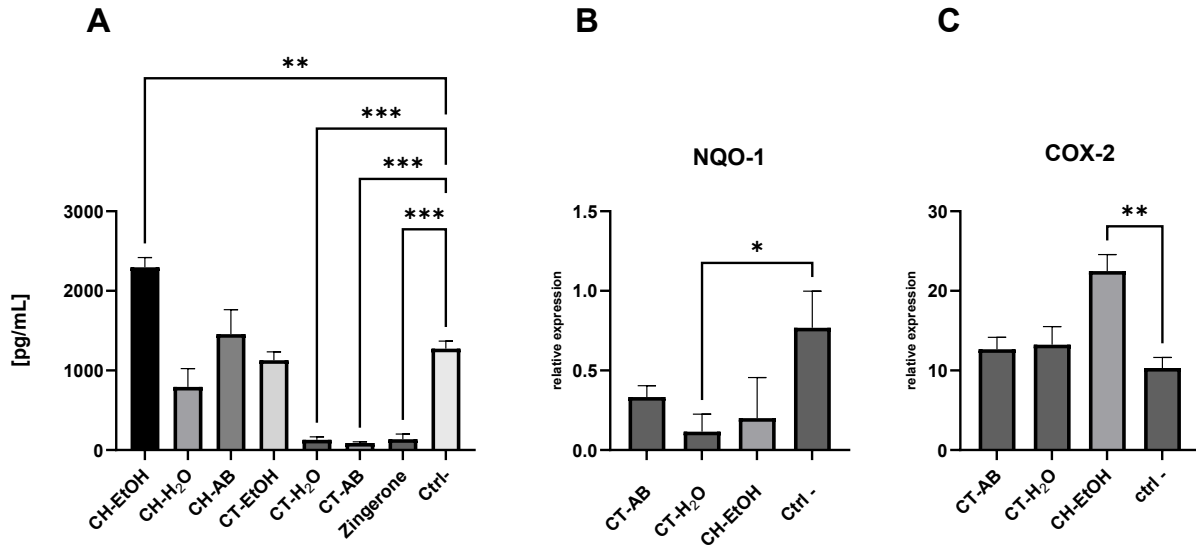 A
B
C
**
***
***
***
NQO-1
*
COX-2
**
[pg/mL]
3000
2000
1000
0
CH-EtOH
CH-H₂O
CH-AB
CT-EtOH
CT-H₂O
CT-AB
Zingerone
Ctrl-
relative expression
1.5
1.0
0.5
0.0
CT-AB
CT-H₂O
CH-EtOH
Ctrl -
relative expression
30
20
10
0
CT-AB
CT-H₂O
CH-EtOH
ctrl -